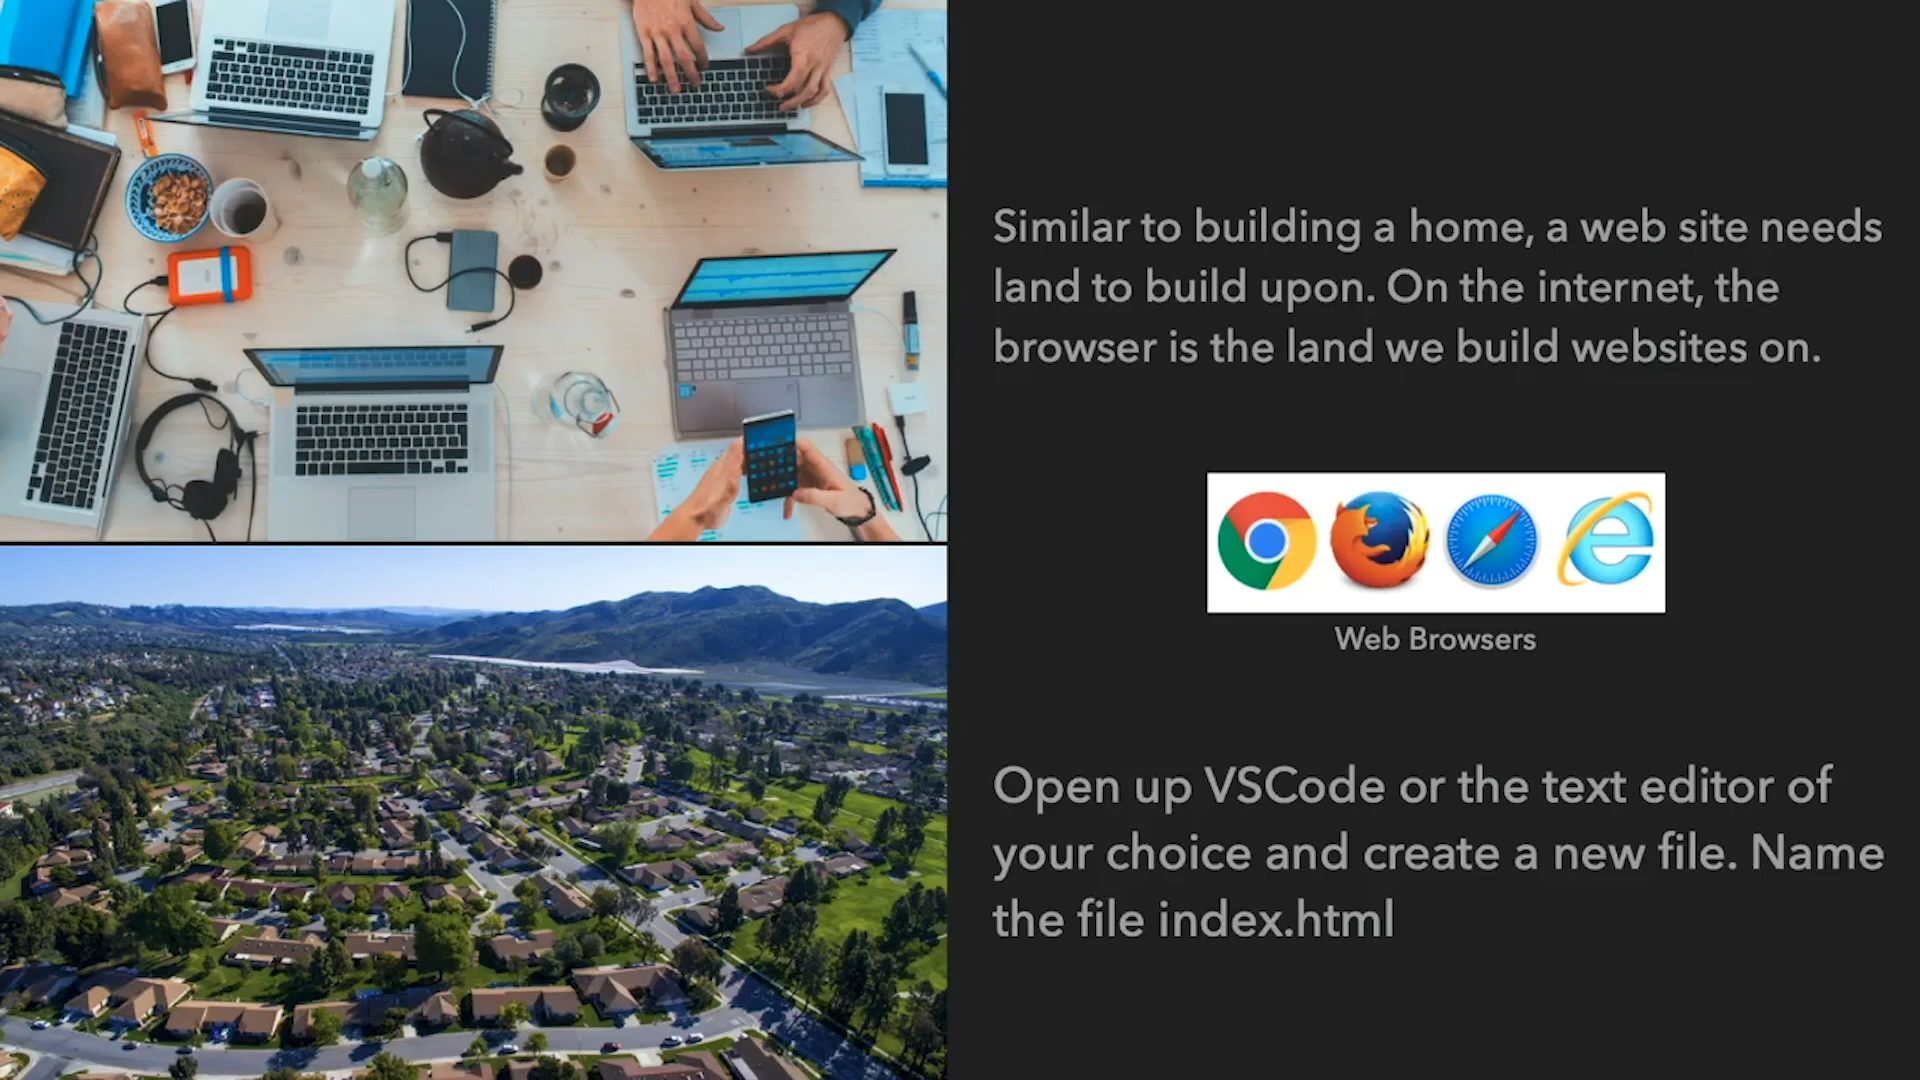 Similar to building a home, a web site needs
land to build upon. On the internet, the
browser is the land we build websites on.
Web Browsers
Open up VSCode or the text editor of
your choice and create a new file. Name
the file index.html